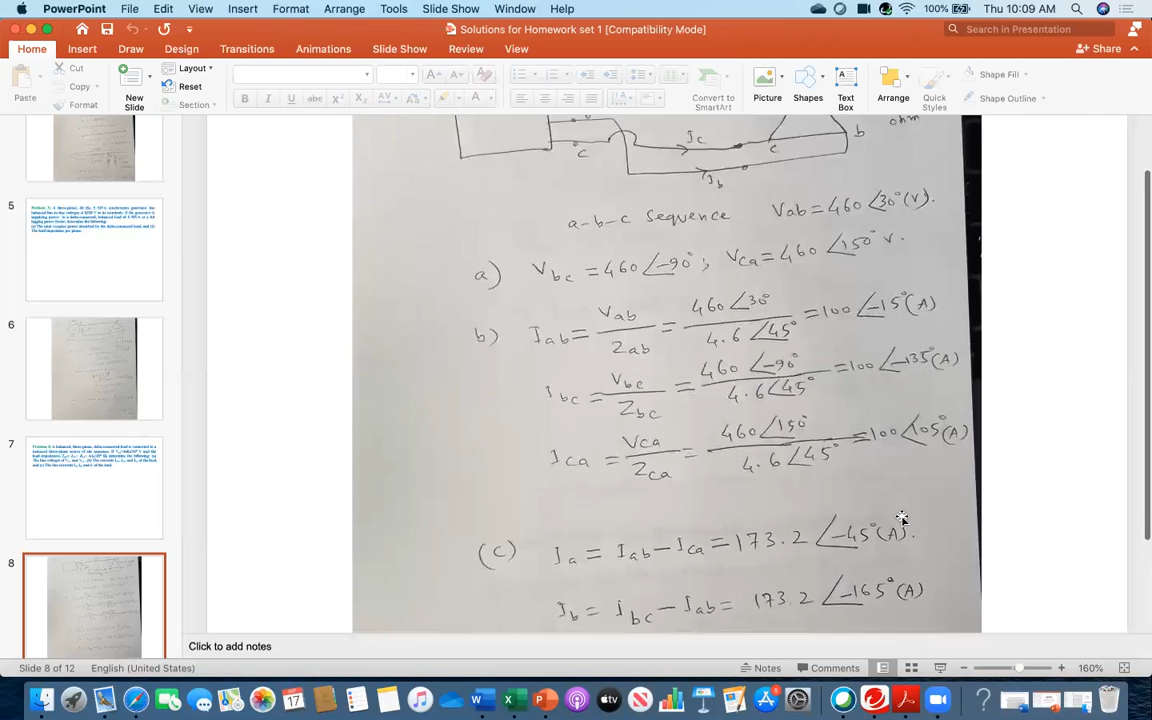 PowerPoint File Edit View Insert Format Arrange Tools Slide Show Window Help 100% Thu 10:09 AM
Solutions for Homework set 1 [Compatibility Mode]
Search in Presentation
Home Insert Draw Design Transitions Animations Slide Show Review View Share
Paste Cut Copy Format New Slide Layout Reset Section Convert to SmartArt Picture Shapes Text Box Arrange Quick Styles Shape Fill Shape Outline
5
6
7
8
c Ic c b ohm
Ib
a-b-c Sequence Vab=460 ∠30° (V).
a) Vbc = 460 ∠-90° ; Vca = 460 ∠150° V.
b) Iab = Vab/Zab = 460 ∠30° / 4.6 ∠45° = 100 ∠-15° (A)
Ibc = Vbc/Zbc = 460 ∠-90° / 4.6 ∠45° = 100 ∠-135° (A)
Ica = Vca/Zca = 460 ∠150° / 4.6 ∠45° = 100 ∠105° (A)
(c) Ia = Iab - Ica = 173.2 ∠-45° (A).
Ib = Ibc - Iab = 173.2 ∠-165° (A)
Click to add notes
Slide 8 of 12 English (United States) Notes Comments 160%